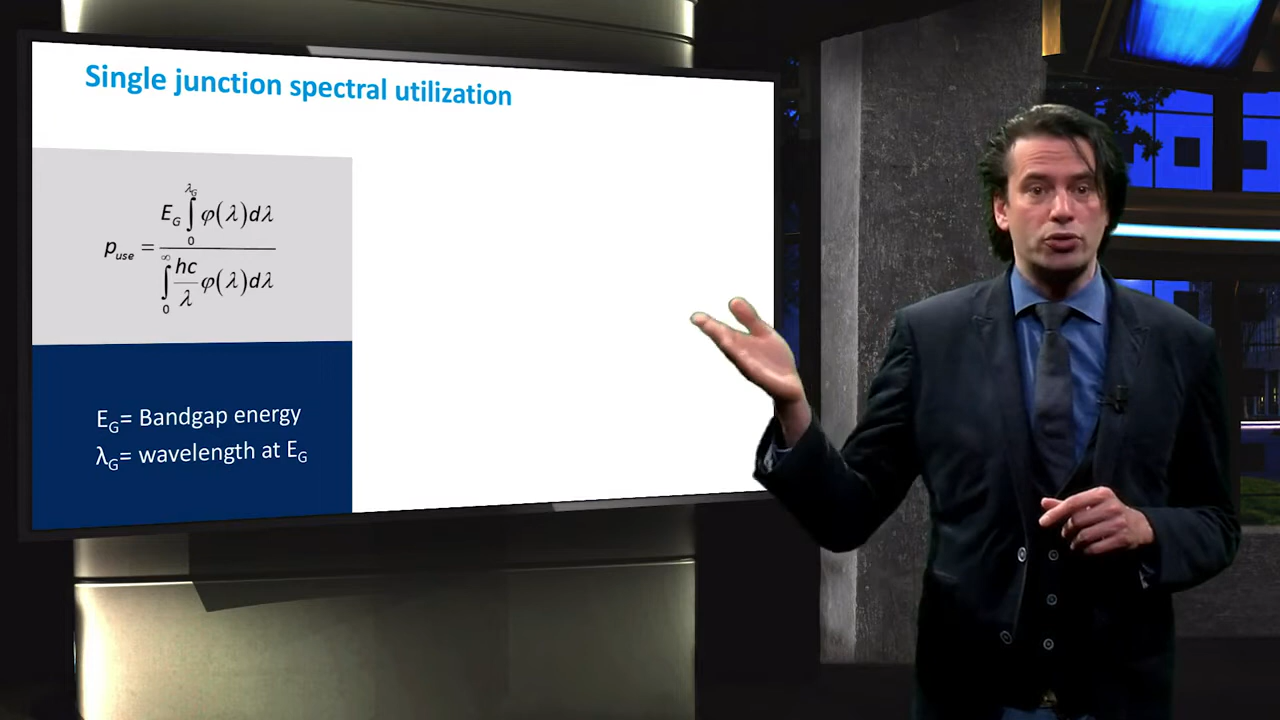 Single junction spectral utilization
p_use = (E_G ∫_0^{λ_G} φ(λ)dλ) / (∫_0^∞ (hc/λ) φ(λ)dλ)
E_G= Bandgap energy
λ_G= wavelength at E_G